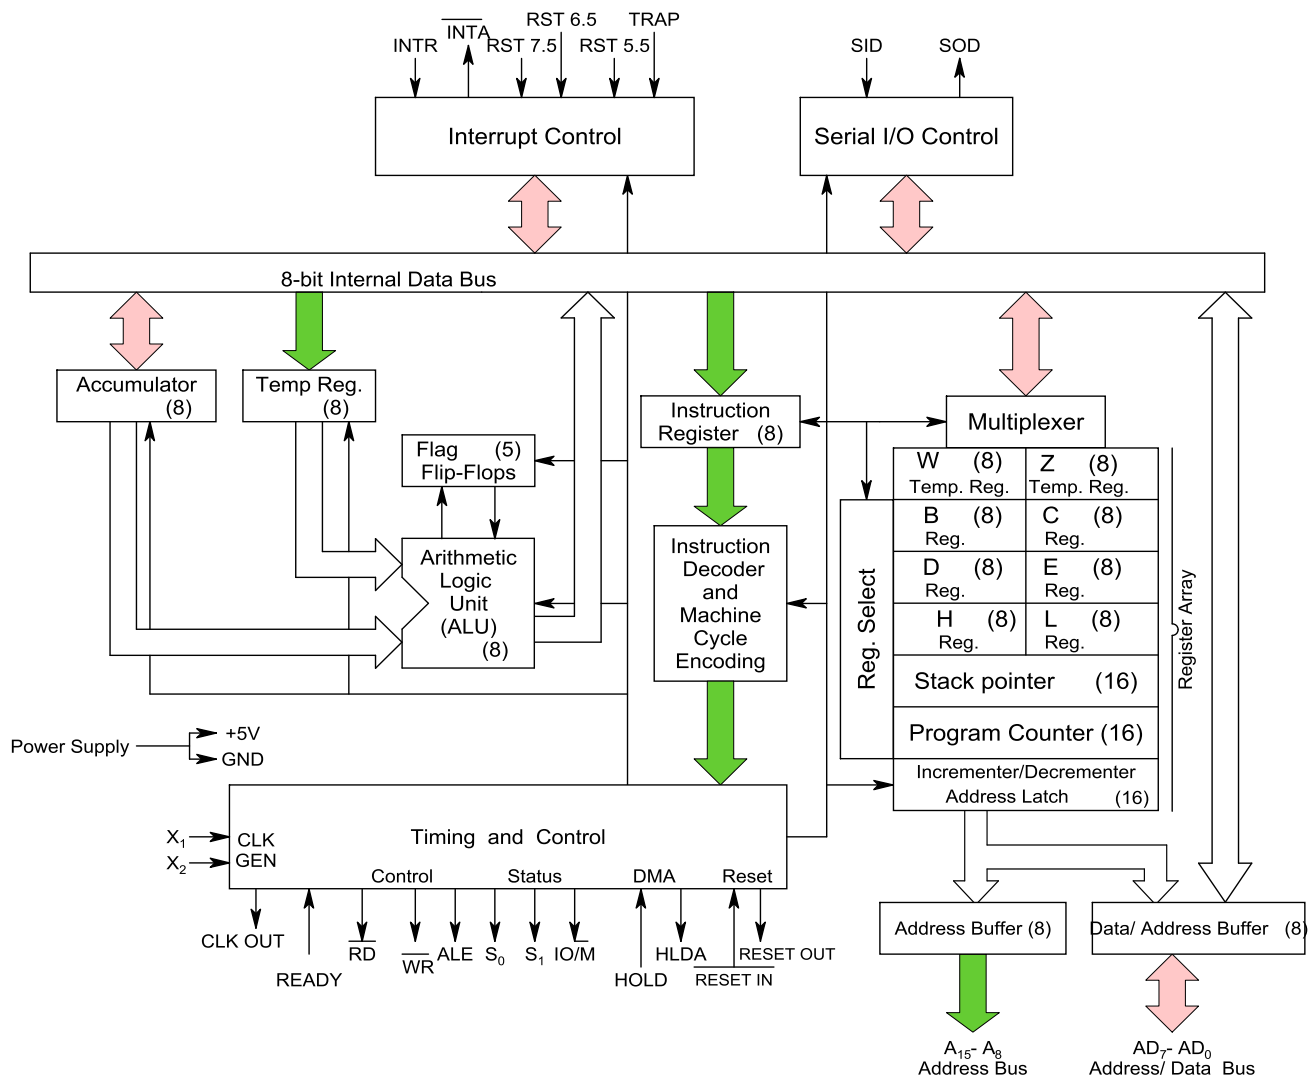 RST 6.5 TRAP
INTA
INTR RST 7.5 RST 5.5 SID SOD
Interrupt Control
Serial I/O Control
8-bit Internal Data Bus
Accumulator
(8)
Temp Reg.
(8)
Instruction
Register (8)
Multiplexer
Flag (5)
Flip-Flops
W (8)
Temp. Reg.
Z (8)
Temp. Reg.
B (8)
Reg.
C (8)
Reg.
D (8)
Reg.
E (8)
Reg.
H (8)
Reg.
L (8)
Reg.
Stack pointer (16)
Program Counter (16)
Incrementer/Decrementer
Address Latch (16)
Reg. Select
Register Array
Arithmetic
Logic
Unit
(ALU)
(8)
Instruction
Decoder
and
Machine
Cycle
Encoding
Power Supply
+5V
GND
X1
X2
CLK
GEN
Timing and Control
Control Status DMA Reset
CLK OUT
READY
RD
WR
ALE
S0
S1
IO/M
HOLD
HLDA
RESET IN
RESET OUT
Address Buffer (8)
Data/ Address Buffer (8)
A15- A8
Address Bus
AD7- AD0
Address/ Data Bus